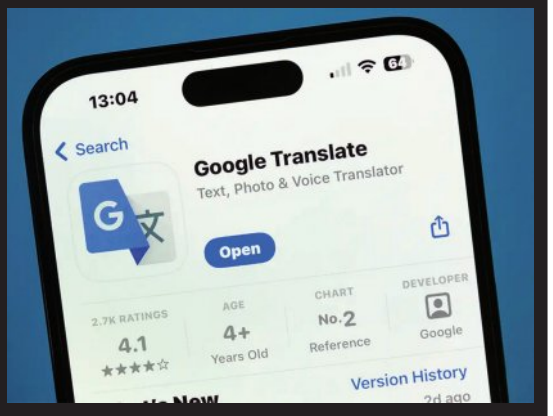 13:04
64
Search
Google Translate
Text, Photo & Voice Translator
G
文
Open
2.7K RATINGS
4.1
AGE
4+
Years Old
CHART
No.2
Reference
DEVELOPER
Google
Version History
2d ago